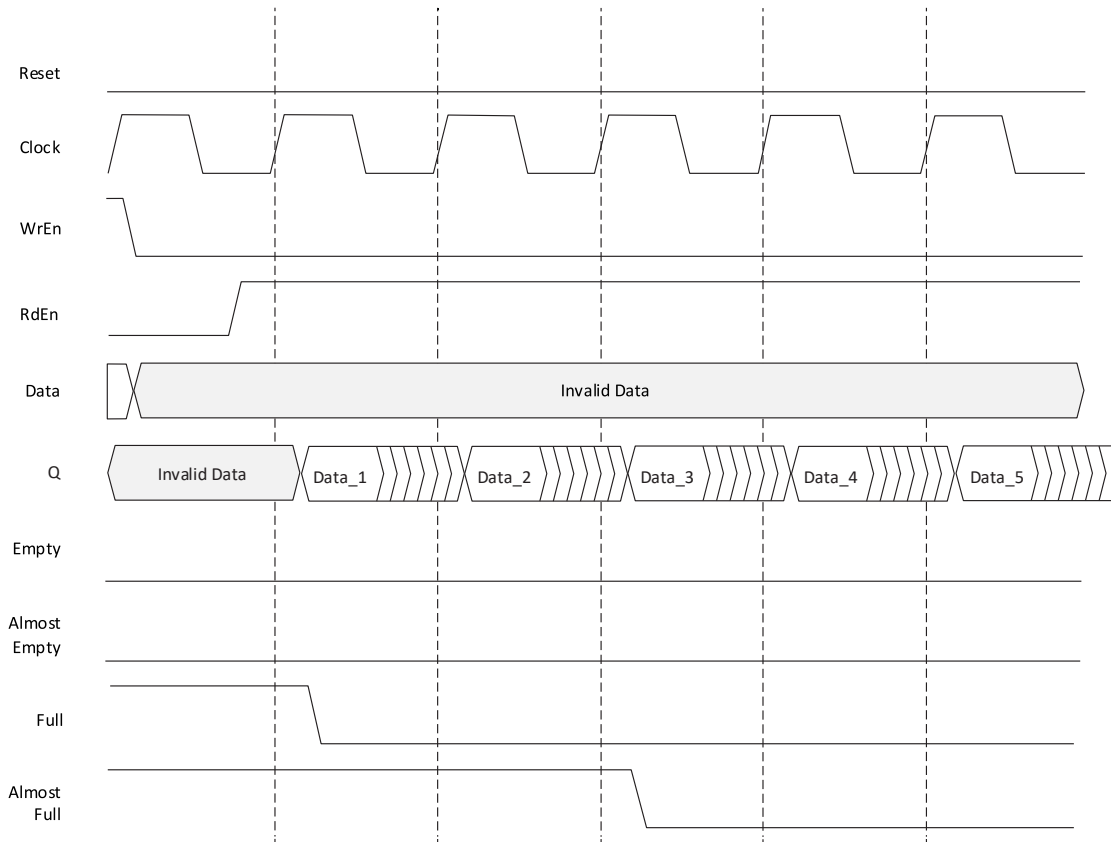 Reset
Clock
WrEn
RdEn
Data
Invalid Data
Q
Invalid Data
Data_1
Data_2
Data_3
Data_4
Data_5
Empty
Almost
Empty
Full
Almost
Full